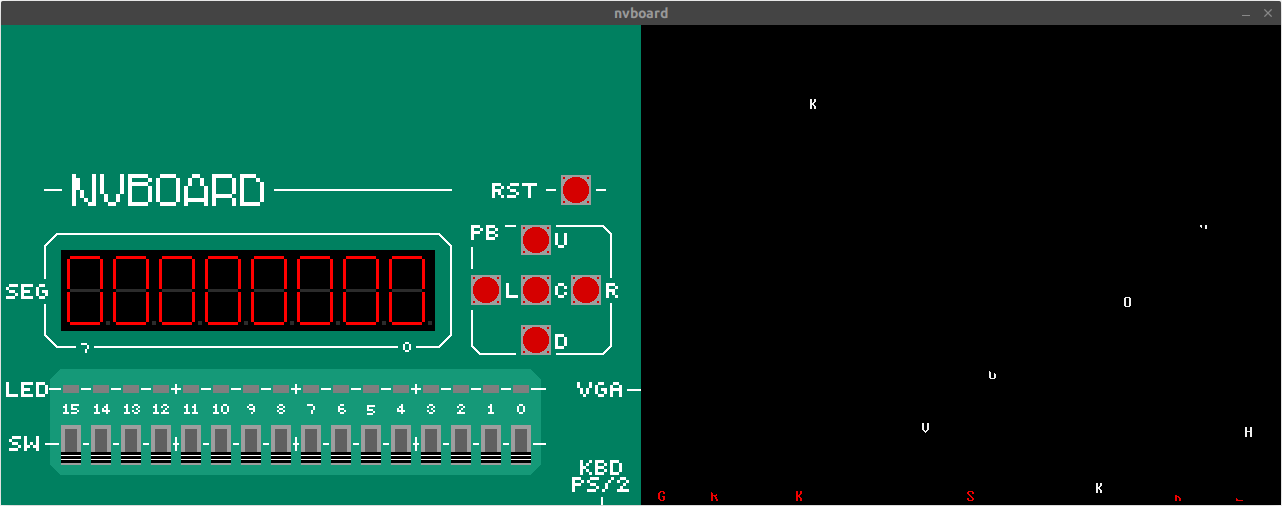 nvboard
NVBOARD
RST
PB U
SEG
L C R
7 0
D
LED
VGA
15 14 13 12 11 10 9 8 7 6 5 4 3 2 1 0
SW
KBD
PS/2
K
O
V
H
K
G K S